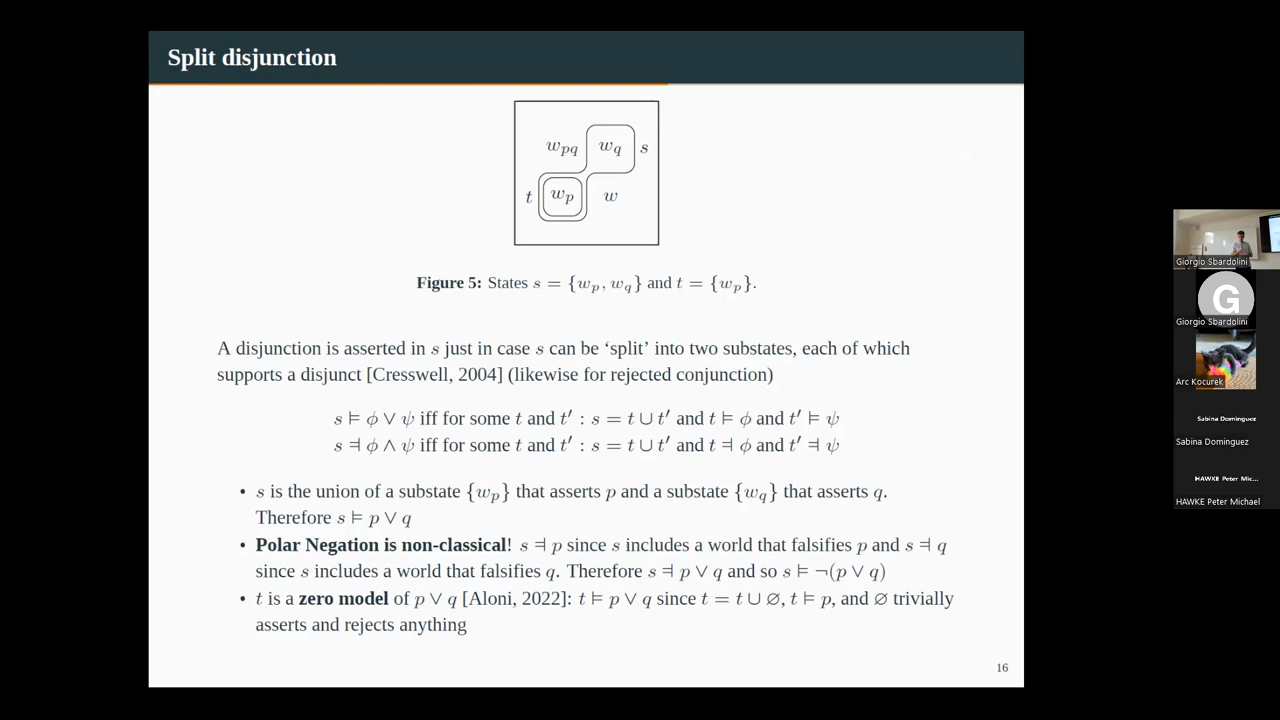 Split disjunction
w_pq w_q s
t w_p w
Figure 5: States s = {w_p, w_q} and t = {w_p}.
A disjunction is asserted in s just in case s can be ‘split’ into two substates, each of which
supports a disjunct [Cresswell, 2004] (likewise for rejected conjunction)
s ⊨ ϕ ∨ ψ iff for some t and t′ : s = t ∪ t′ and t ⊨ ϕ and t′ ⊨ ψ
s ⫤ ϕ ∧ ψ iff for some t and t′ : s = t ∪ t′ and t ⫤ ϕ and t′ ⫤ ψ
• s is the union of a substate {w_p} that asserts p and a substate {w_q} that asserts q.
Therefore s ⊨ p ∨ q
• Polar Negation is non-classical! s ⫤ p since s includes a world that falsifies p and s ⫤ q
since s includes a world that falsifies q. Therefore s ⫤ p ∨ q and so s ⊨ ¬(p ∨ q)
• t is a zero model of p ∨ q [Aloni, 2022]: t ⊨ p ∨ q since t = t ∪ ∅, t ⊨ p, and ∅ trivially
asserts and rejects anything
16
Giorgio Sbardolini
G
Giorgio Sbardolini
Arc Kocurek
Sabina Dominguez
Sabina Dominguez
HAWKE Peter Mic...
HAWKE Peter Michael